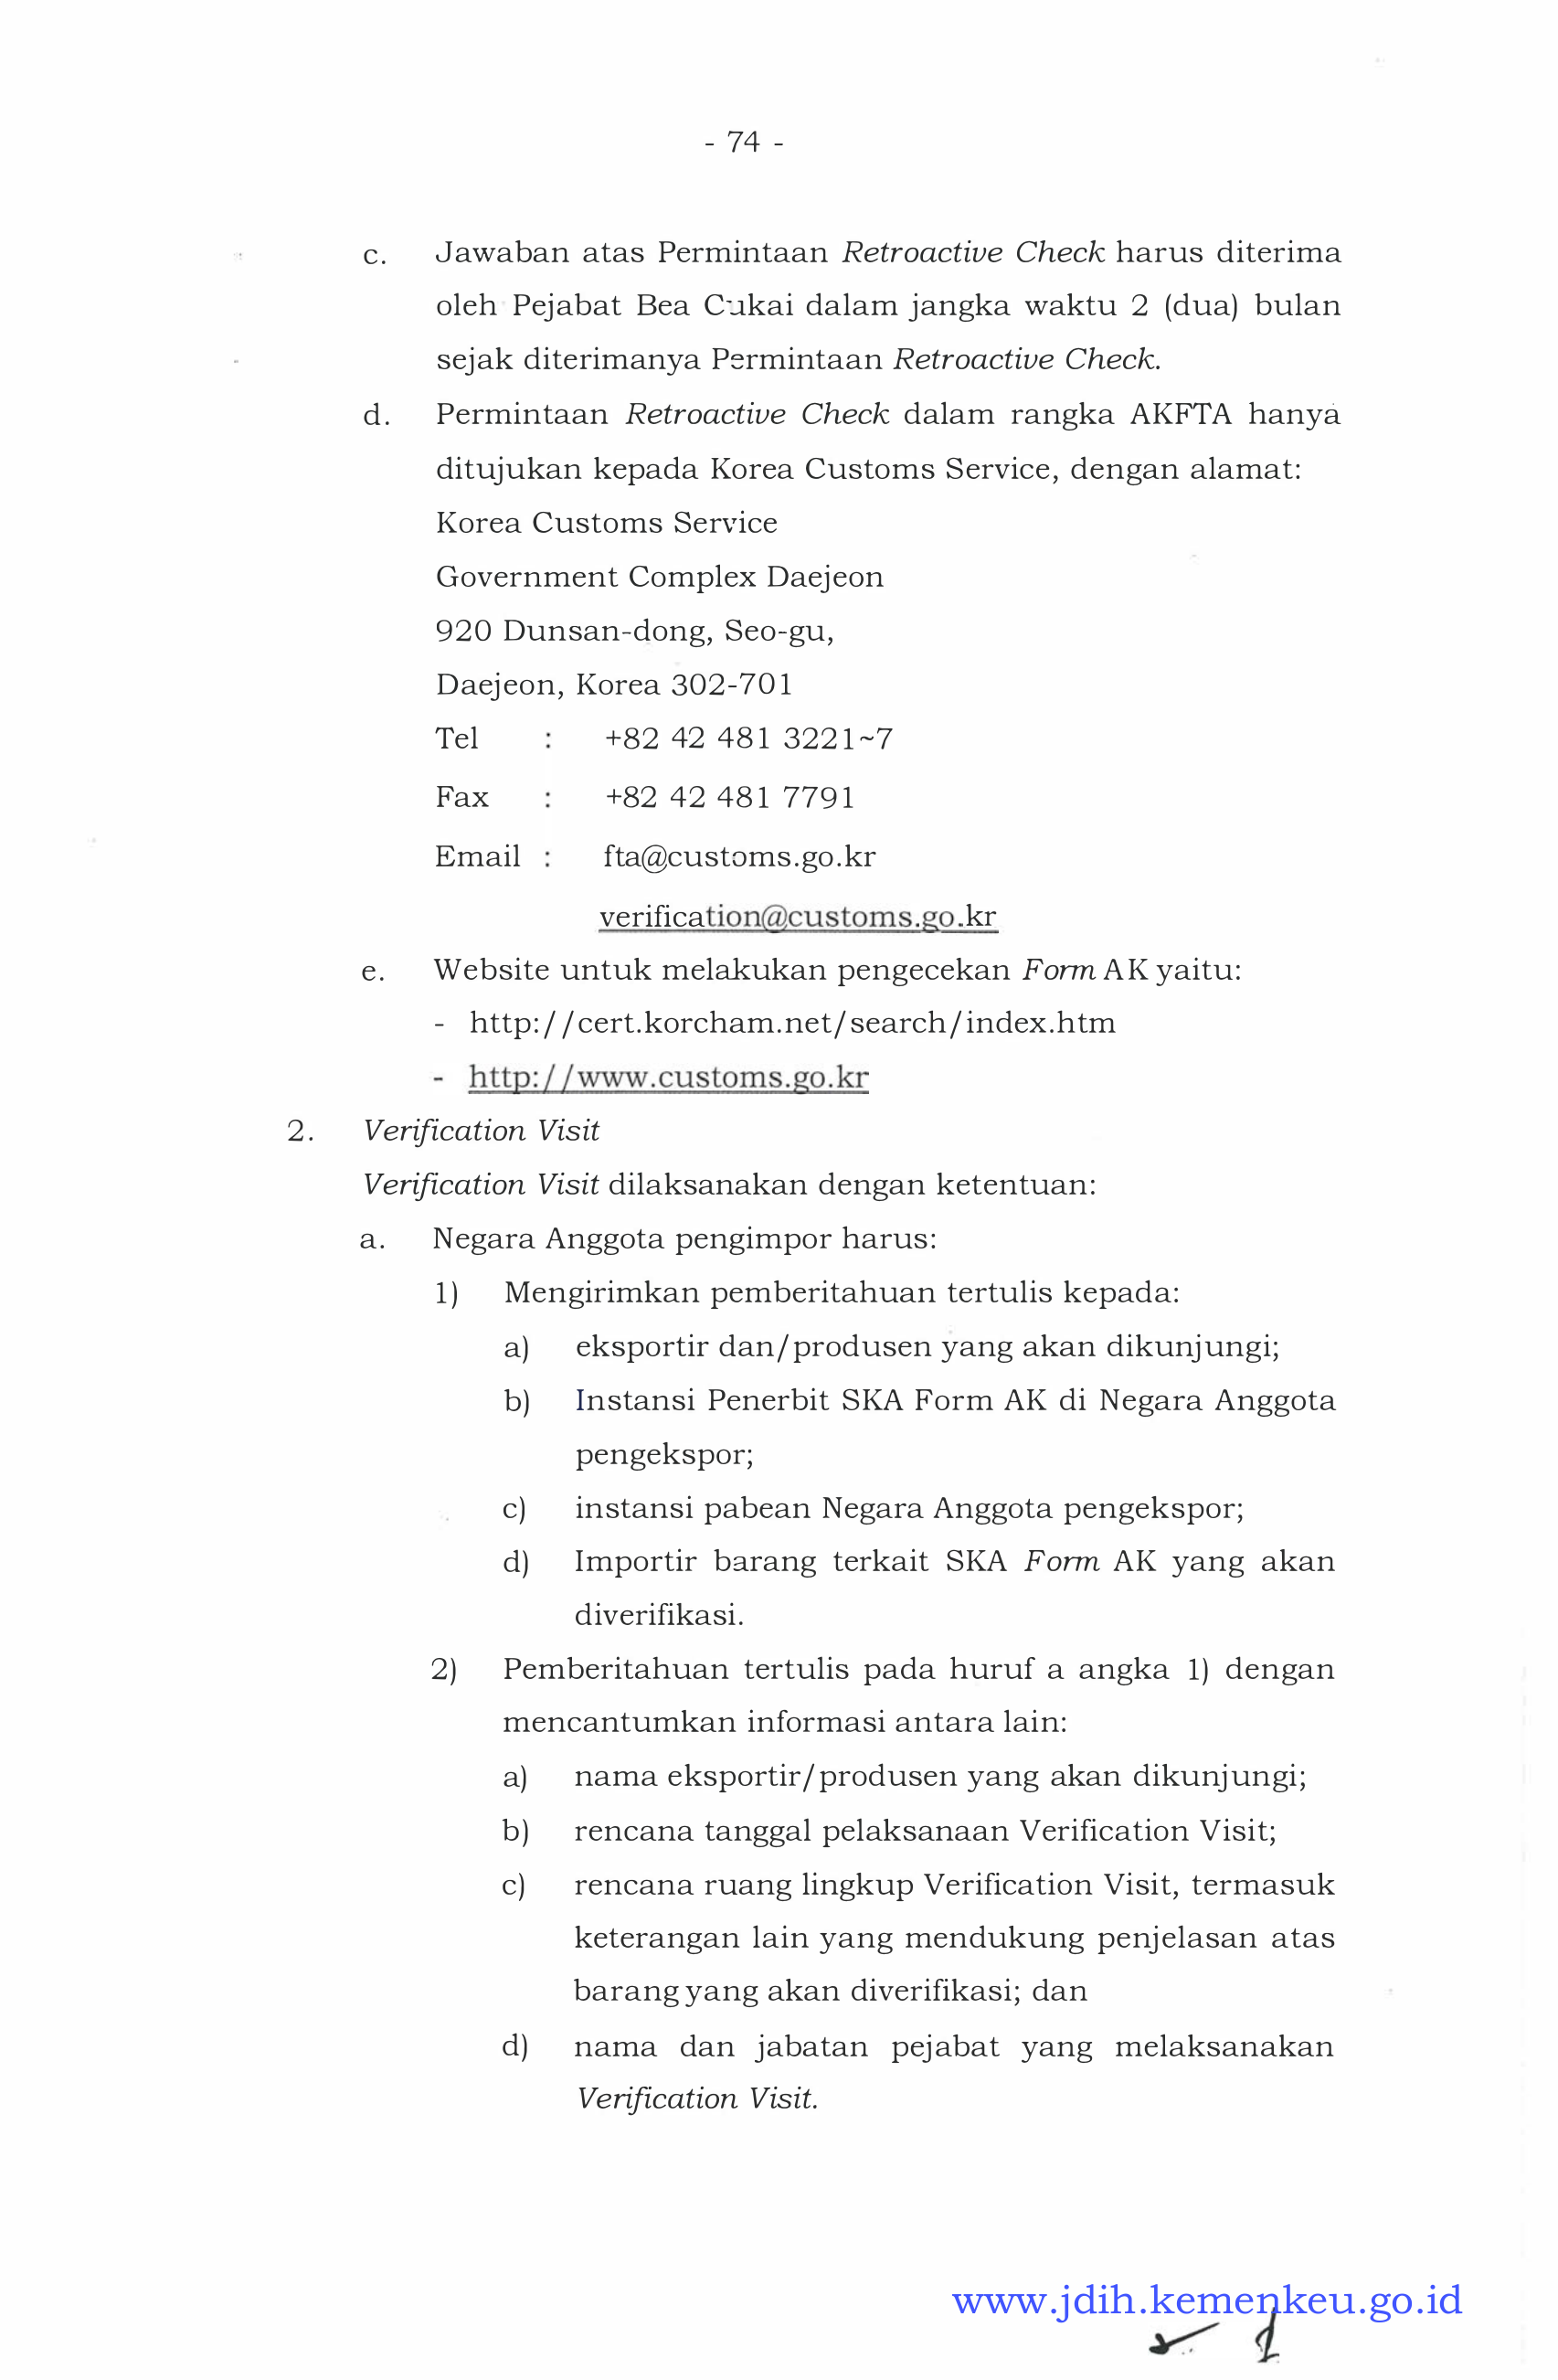 - 74 -
c. Jawaban atas Permintaan Retroactive Check harus diterima
oleh Pejabat Bea Cukai dalam jangka waktu 2 (dua) bulan
sejak diterimanya Permintaan Retroactive Check.
d. Permintaan Retroactive Check dalam rangka AKFTA hanya
ditujukan kepada Korea Customs Service, dengan alamat:
Korea Customs Service
Government Complex Daejeon
920 Dunsan-dong, Seo-gu,
Daejeon, Korea 302-701
Tel : +82 42 481 3221~7
Fax : +82 42 481 7791
Email : fta@customs.go.kr
verification@customs.go.kr
e. Website untuk melakukan pengecekan Form AK yaitu:
- http://cert.korcham.net/search/index.htm
- http://www.customs.go.kr
2. Verification Visit
Verification Visit dilaksanakan dengan ketentuan:
a. Negara Anggota pengimpor harus:
1) Mengirimkan pemberitahuan tertulis kepada:
a) eksportir dan/produsen yang akan dikunjungi;
b) Instansi Penerbit SKA Form AK di Negara Anggota
pengekspor;
c) instansi pabean Negara Anggota pengekspor;
d) Importir barang terkait SKA Form AK yang akan
diverifikasi.
2) Pemberitahuan tertulis pada huruf a angka 1) dengan
mencantumkan informasi antara lain:
a) nama eksportir/produsen yang akan dikunjungi;
b) rencana tanggal pelaksanaan Verification Visit;
c) rencana ruang lingkup Verification Visit, termasuk
keterangan lain yang mendukung penjelasan atas
barang yang akan diverifikasi; dan
d) nama dan jabatan pejabat yang melaksanakan
Verification Visit.
www.jdih.kemenkeu.go.id